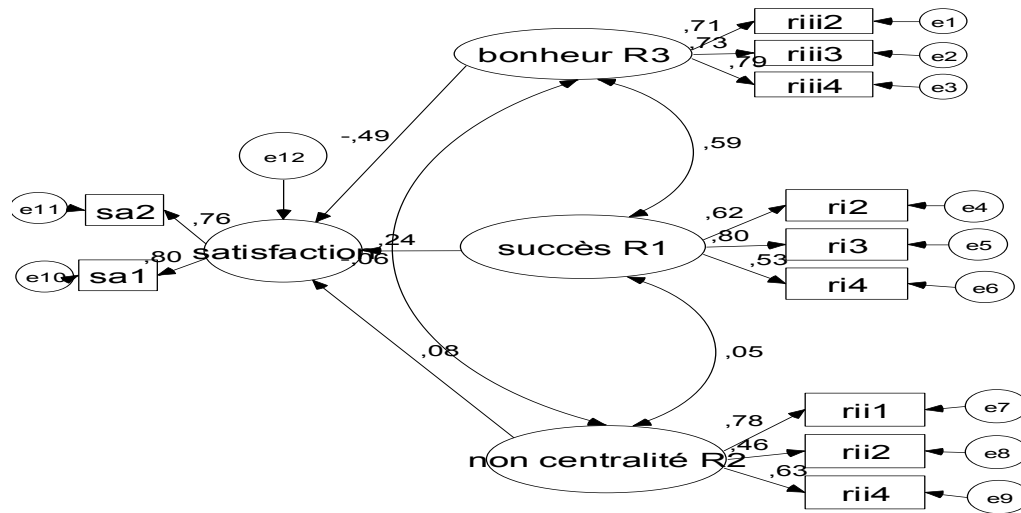 ,71
riii2
e1
bonheur R3
,73
riii3
e2
,79
riii4
e3
-,49
,59
e12
e11
sa2
,76
,62
ri2
e4
satisfaction
,24
-,06
succès R1
,80
ri3
e5
e10
sa1
,80
,53
ri4
e6
,08
,05
,78
rii1
e7
non centralité R2
,46
rii2
e8
,63
rii4
e9